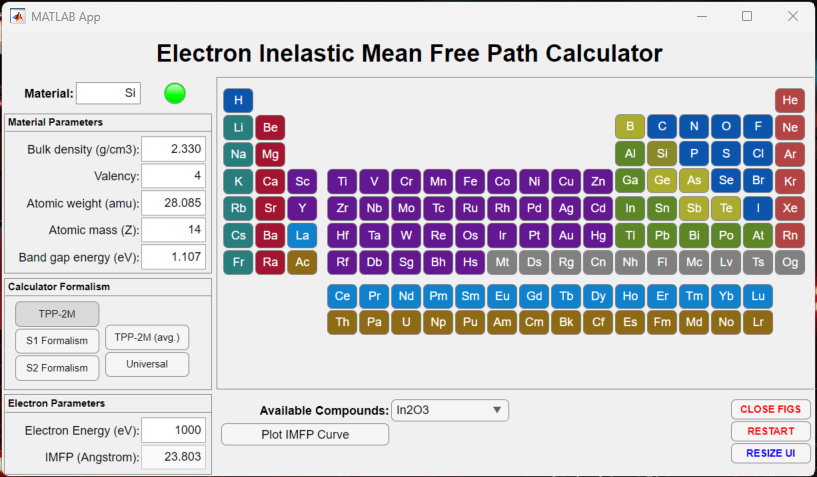 MATLAB App
Electron Inelastic Mean Free Path Calculator
Material: Si
Material Parameters
Bulk density (g/cm3): 2.330
Valency: 4
Atomic weight (amu): 28.085
Atomic mass (Z): 14
Band gap energy (eV): 1.107
Calculator Formalism
TPP-2M
S1 Formalism TPP-2M (avg.)
S2 Formalism Universal
Electron Parameters
Electron Energy (eV): 1000
IMFP (Angstrom): 23.803
H He
Li Be B C N O F Ne
Na Mg Al Si P S Cl Ar
K Ca Sc Ti V Cr Mn Fe Co Ni Cu Zn Ga Ge As Se Br Kr
Rb Sr Y Zr Nb Mo Tc Ru Rh Pd Ag Cd In Sn Sb Te I Xe
Cs Ba La Hf Ta W Re Os Ir Pt Au Hg Tl Pb Bi Po At Rn
Fr Ra Ac Rf Db Sg Bh Hs Mt Ds Rg Cn Nh Fl Mc Lv Ts Og
Ce Pr Nd Pm Sm Eu Gd Tb Dy Ho Er Tm Yb Lu
Th Pa U Np Pu Am Cm Bk Cf Es Fm Md No Lr
Available Compounds: In2O3
Plot IMFP Curve
CLOSE FIGS
RESTART
RESIZE UI